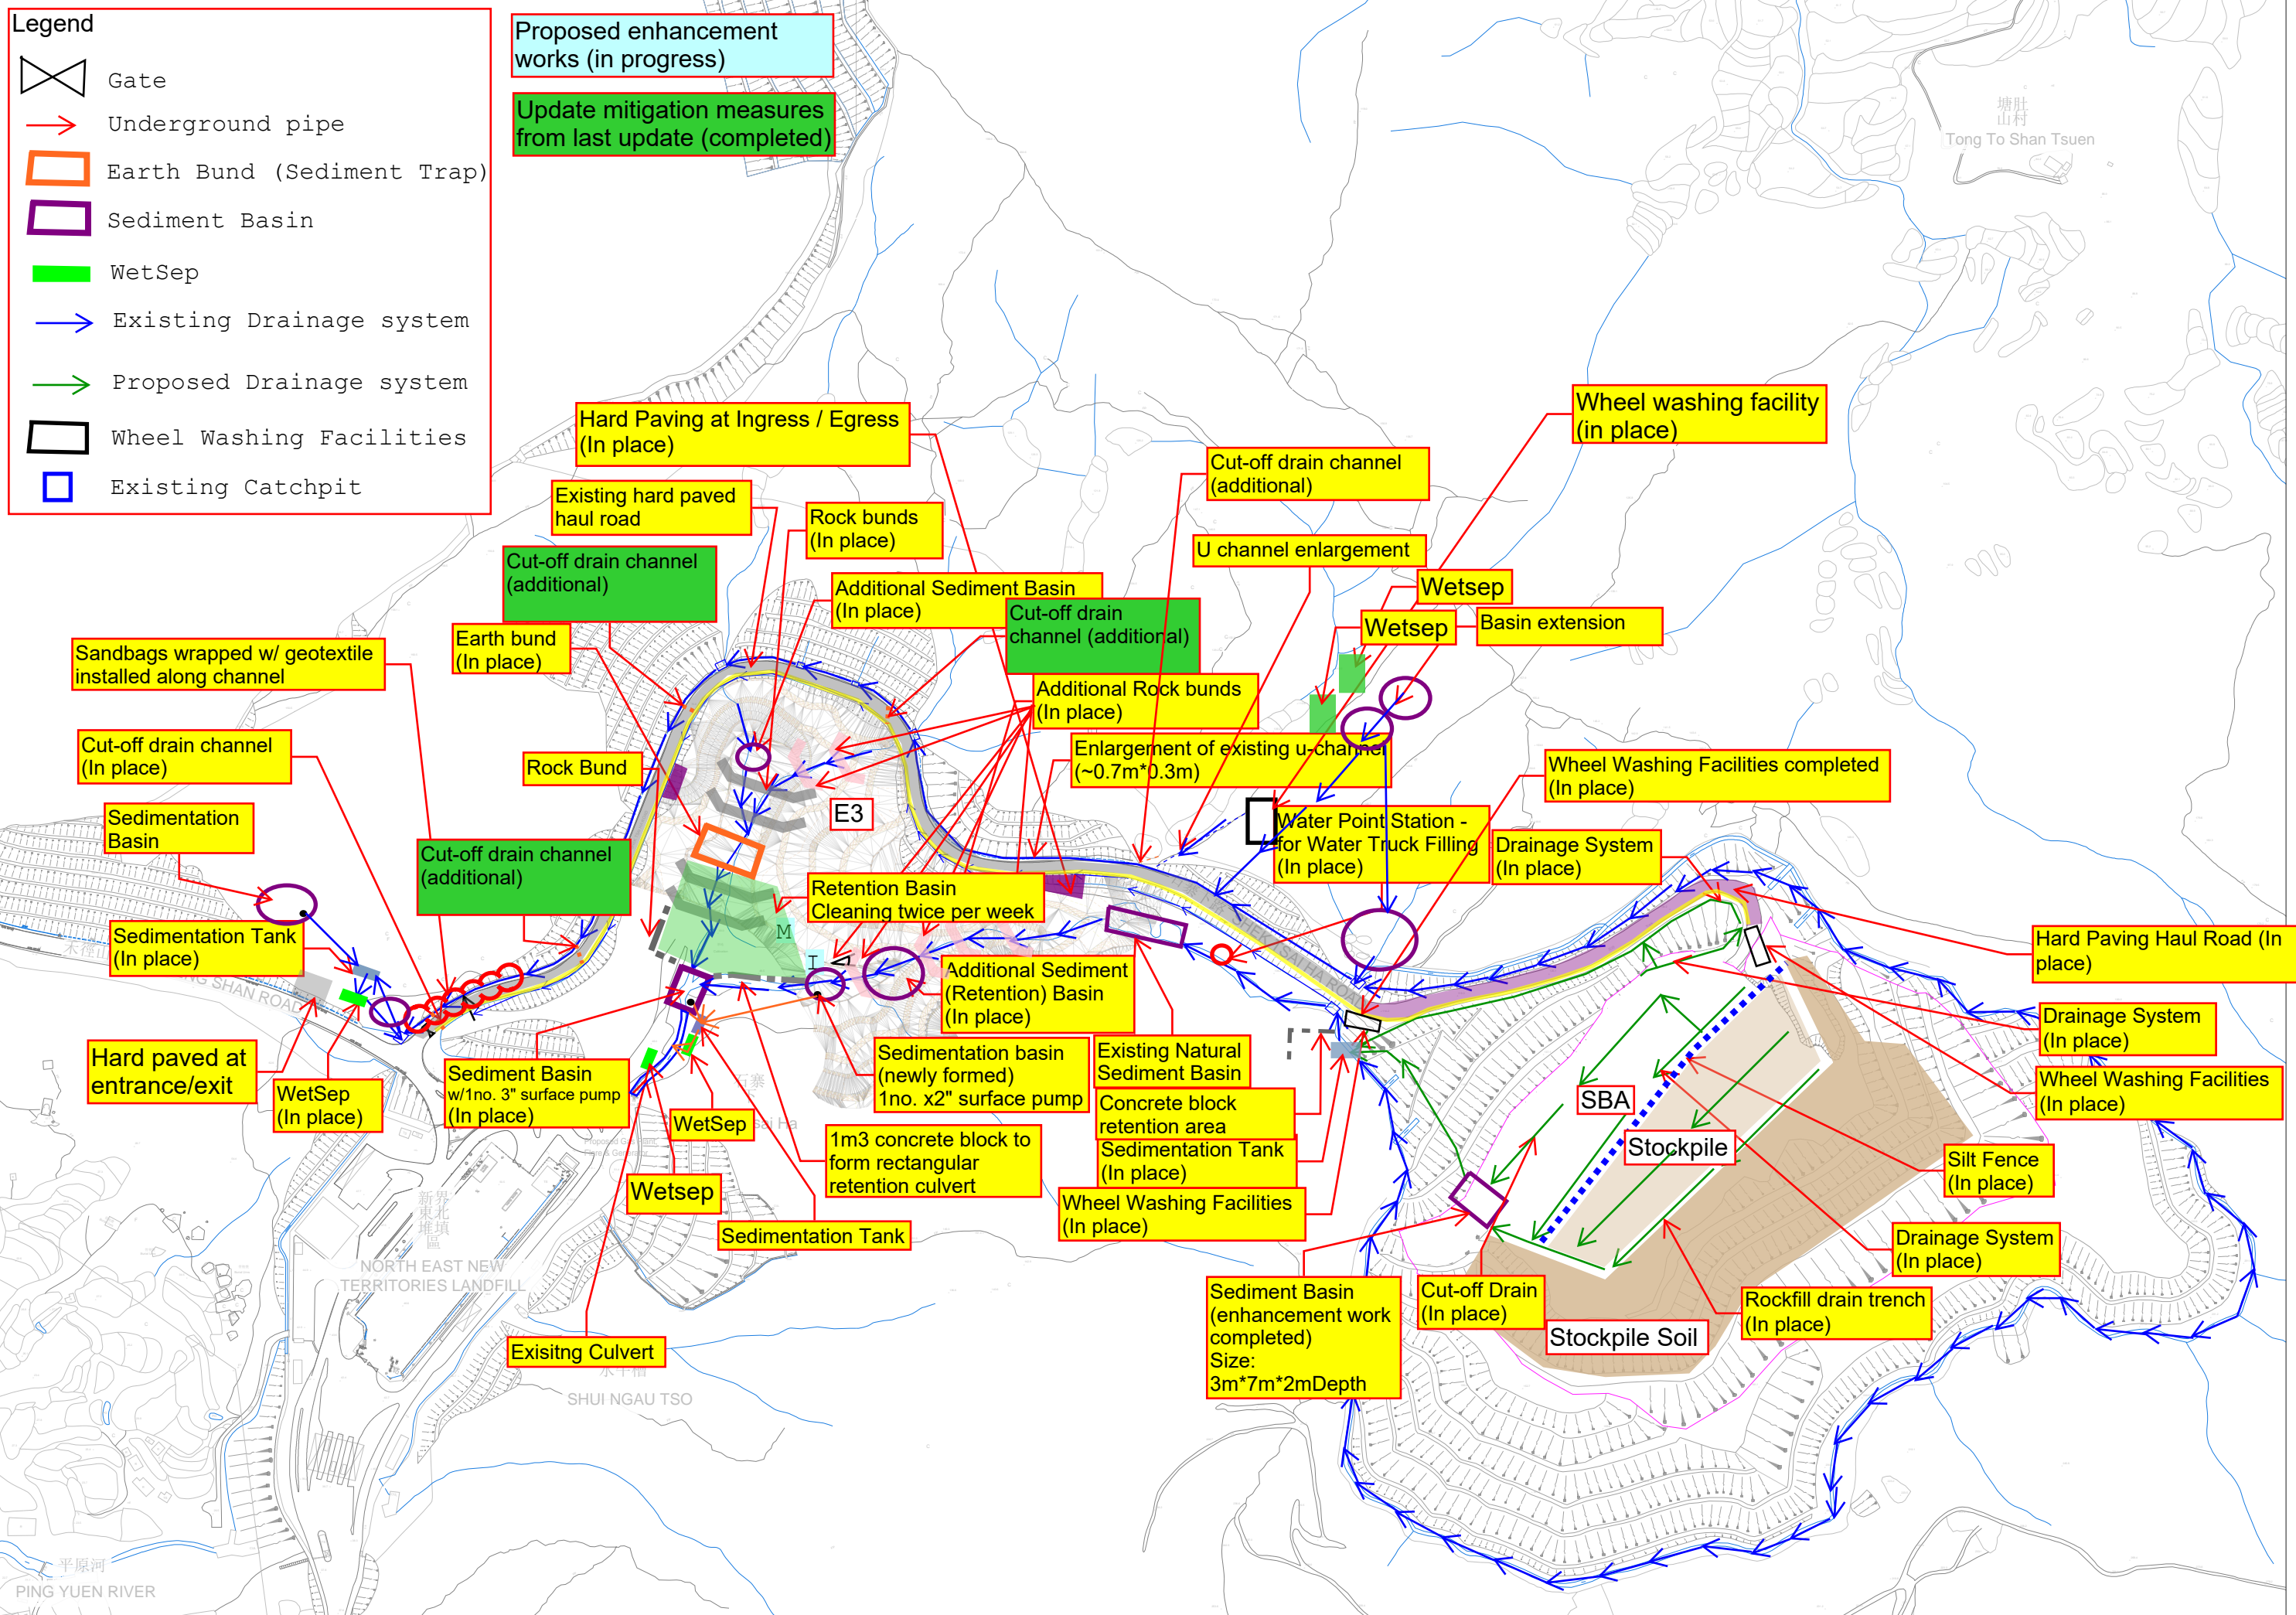 Legend
Gate
Underground pipe
Earth Bund (Sediment Trap)
Sediment Basin
WetSep
Existing Drainage system
Proposed Drainage system
Wheel Washing Facilities
Existing Catchpit
Proposed enhancement
works (in progress)
Update mitigation measures
from last update (completed)
塘肚
山村
Tong To Shan Tsuen
Wheel washing facility
(in place)
Hard Paving at Ingress / Egress
(In place)
Cut-off drain channel
(additional)
Existing hard paved
haul road
Rock bunds
(In place)
U channel enlargement
Cut-off drain channel
(additional)
Additional Sediment Basin
(In place)
Wetsep
Cut-off drain
channel (additional)
Wetsep
Basin extension
Earth bund
(In place)
Sandbags wrapped w/ geotextile
installed along channel
Additional Rock bunds
(In place)
Cut-off drain channel
(In place)
Rock Bund
Enlargement of existing u-channel
(~0.7m*0.3m)
Wheel Washing Facilities completed
(In place)
Sedimentation
Basin
E3
Water Point Station -
for Water Truck Filling
(In place)
Drainage System
(In place)
Cut-off drain channel
(additional)
Retention Basin
Cleaning twice per week
M
I
Sedimentation Tank
(In place)
Hard Paving Haul Road (In
place)
Additional Sediment
(Retention) Basin
(In place)
Drainage System
(In place)
Hard paved at
entrance/exit
WetSep
(In place)
Sediment Basin
w/1no. 3" surface pump
(In place)
Sedimentation basin
(newly formed)
1no. x2" surface pump
Existing Natural
Sediment Basin
Concrete block
retention area
Sedimentation Tank
(In place)
Wheel Washing Facilities
(In place)
Wheel Washing Facilities
(In place)
SBA
Stockpile
Silt Fence
(In place)
WetSep
1m3 concrete block to
form rectangular
retention culvert
Wetsep
Sedimentation Tank
Drainage System
(In place)
Sediment Basin
(enhancement work
completed)
Size:
3m*7m*2mDepth
Cut-off Drain
(In place)
Rockfill drain trench
(In place)
Stockpile Soil
Exisitng Culvert
新界
東北
堆填
區
NORTH EAST NEW
TERRITORIES LANDFILL
SHUI NGAU TSO
平原河
PING YUEN RIVER